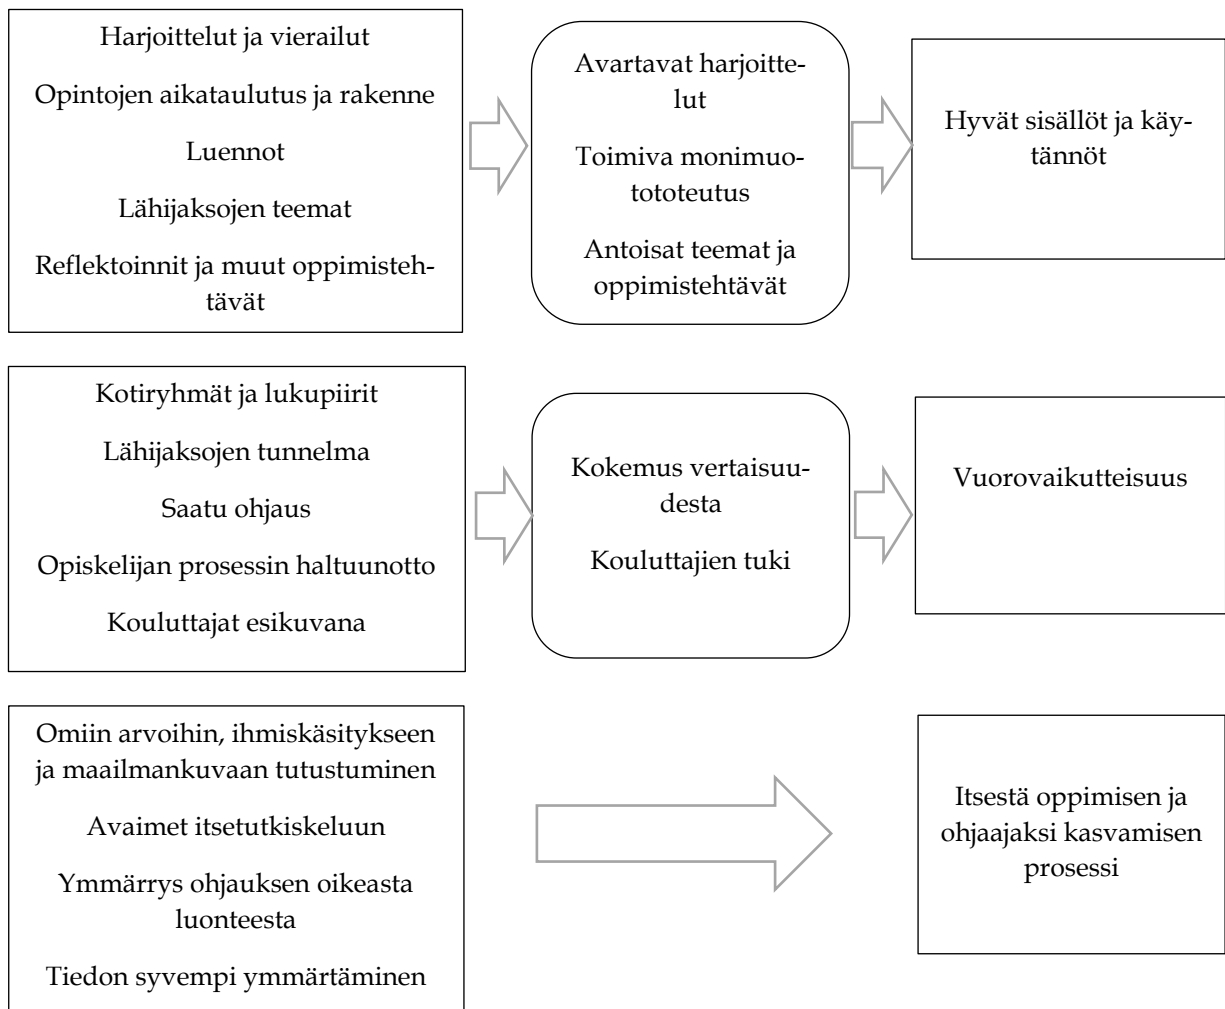 Harjoittelut ja vierailut
Opintojen aikataulutus ja rakenne
Luennot
Lähijaksojen teemat
Reflektoinnit ja muut oppimisteh-
tävät
Avartavat harjoitte-
lut
Toimiva monimuo-
tototeutus
Antoisat teemat ja
oppimistehtävät
Hyvät sisällöt ja käy-
tännöt
Kotiryhmät ja lukupiirit
Lähijaksojen tunnelma
Saatu ohjaus
Opiskelijan prosessin haltuunotto
Kouluttajat esikuvana
Kokemus vertaisuu-
desta
Kouluttajien tuki
Vuorovaikutteisuus
Omiin arvoihin, ihmiskäsitykseen
ja maailmankuvaan tutustuminen
Avaimet itsetutkiskeluun
Ymmärrys ohjauksen oikeasta
luonteesta
Tiedon syvempi ymmärtäminen
Itsestä oppimisen ja
ohjaajaksi kasvamisen
prosessi